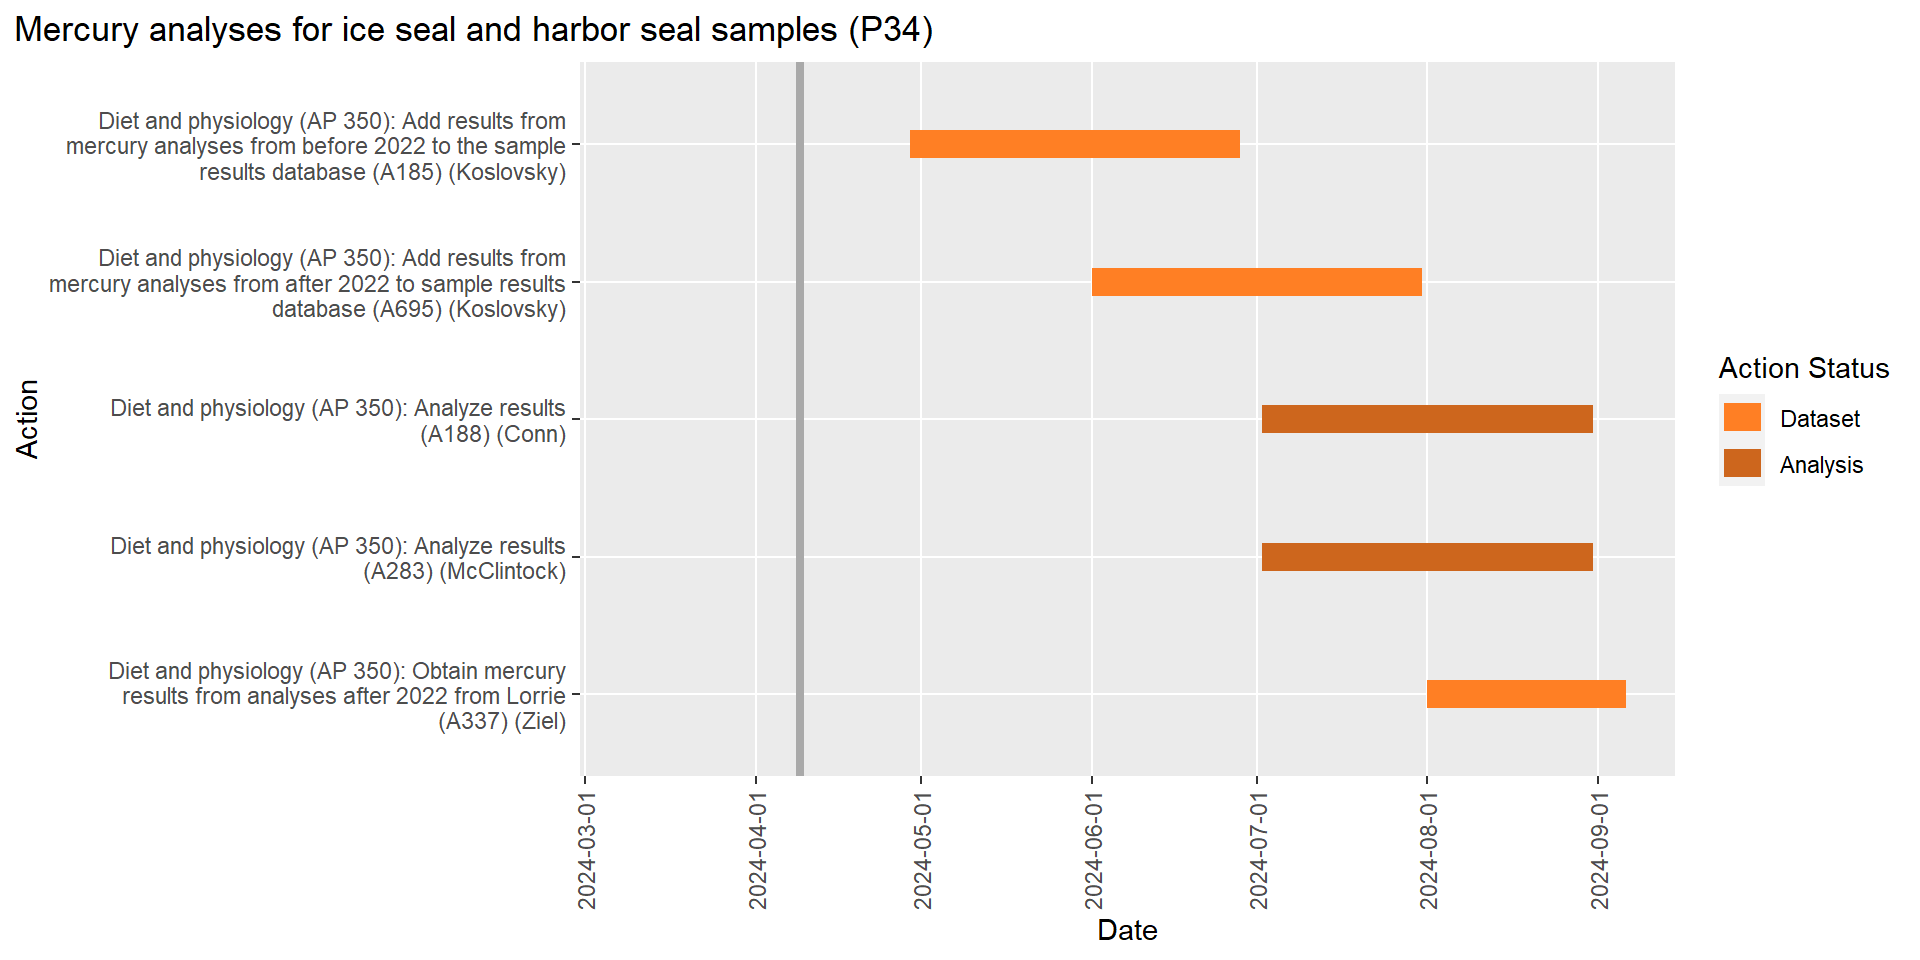 Mercury analyses for ice seal and harbor seal samples (P34)
Diet and physiology (AP 350): Add results from
mercury analyses from before 2022 to the sample
results database (A185) (Koslovsky)
Diet and physiology (AP 350): Add results from
mercury analyses from after 2022 to sample results
database (A695) (Koslovsky)
Diet and physiology (AP 350): Analyze results
(A188) (Conn)
Diet and physiology (AP 350): Analyze results
(A283) (McClintock)
Diet and physiology (AP 350): Obtain mercury
results from analyses after 2022 from Lorrie
(A337) (Ziel)
Action
2024-03-01
2024-04-01
2024-05-01
2024-06-01
2024-07-01
2024-08-01
2024-09-01
Date
Action Status
Dataset
Analysis